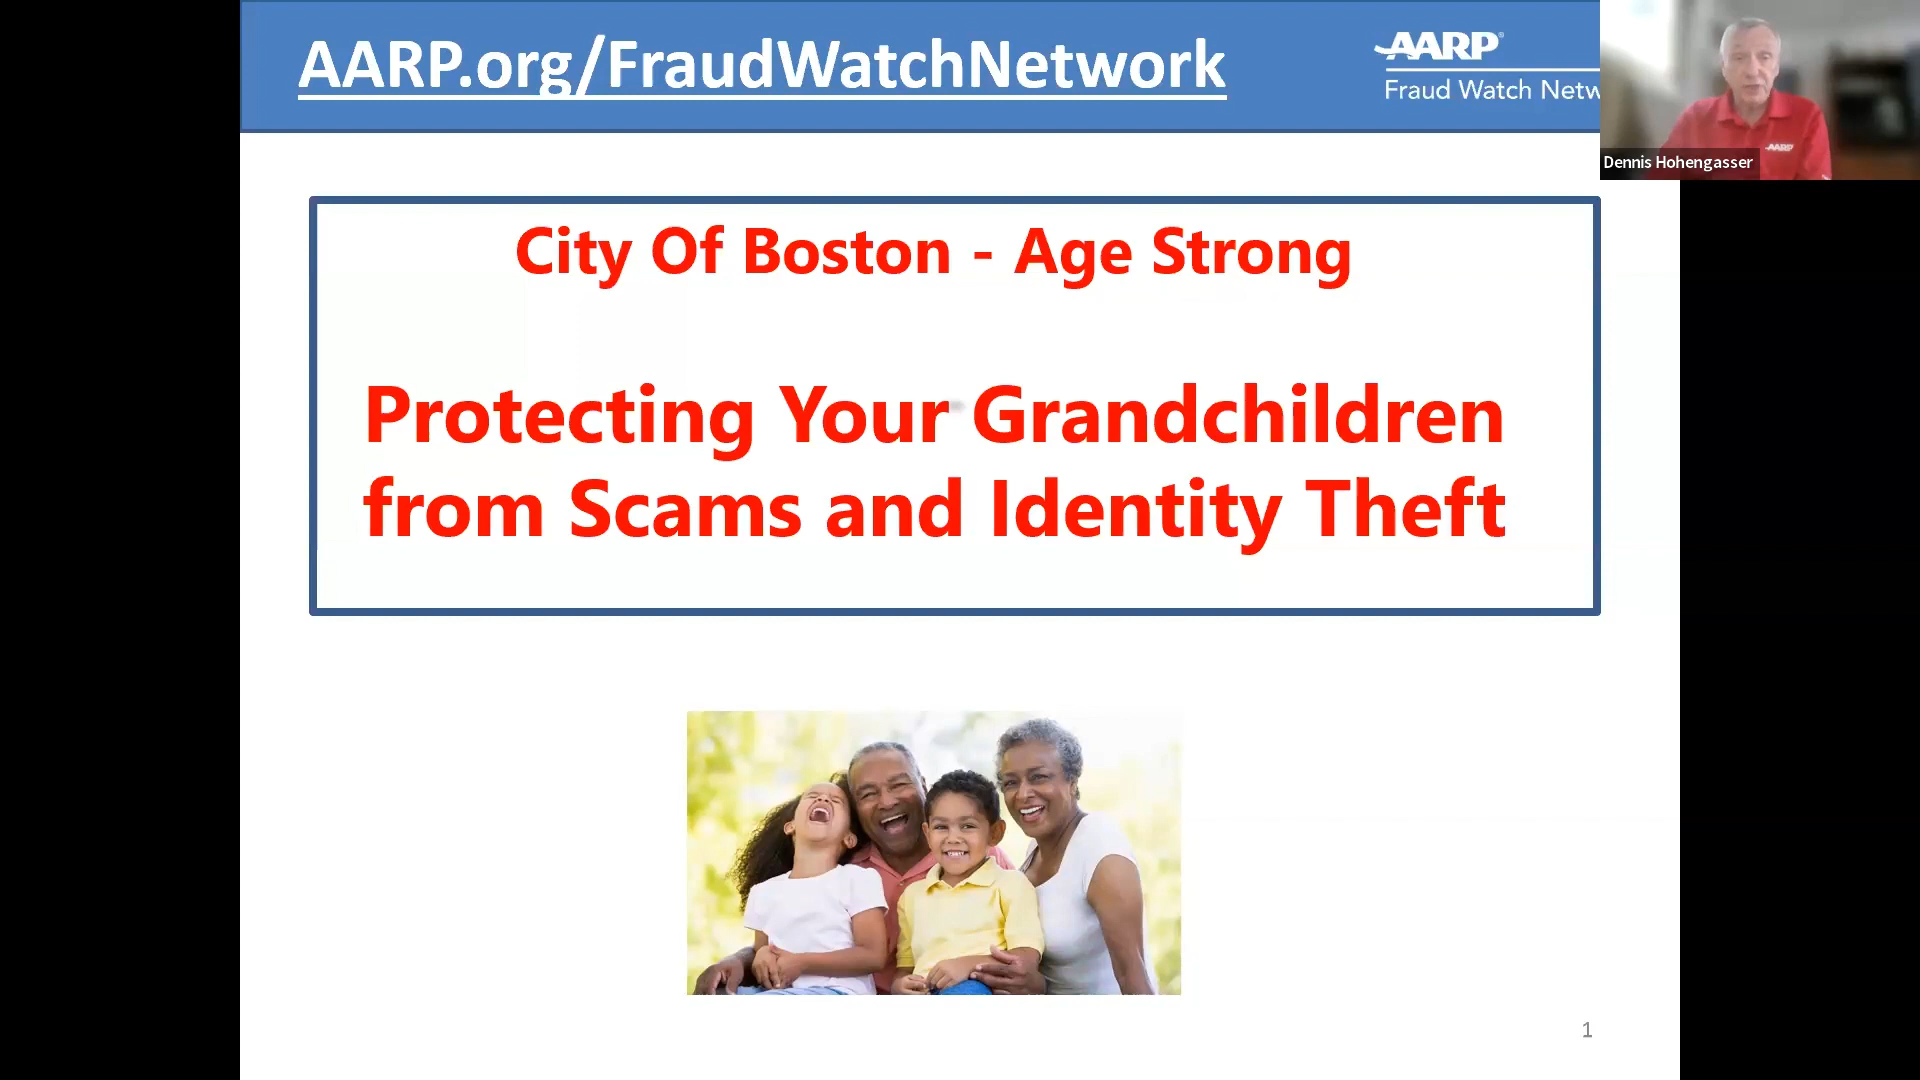 AARP.org/FraudWatchNetwork
AARP®
Fraud Watch Netw
AARP
Dennis Hohengasser
City Of Boston - Age Strong
Protecting Your Grandchildren
from Scams and Identity Theft
1